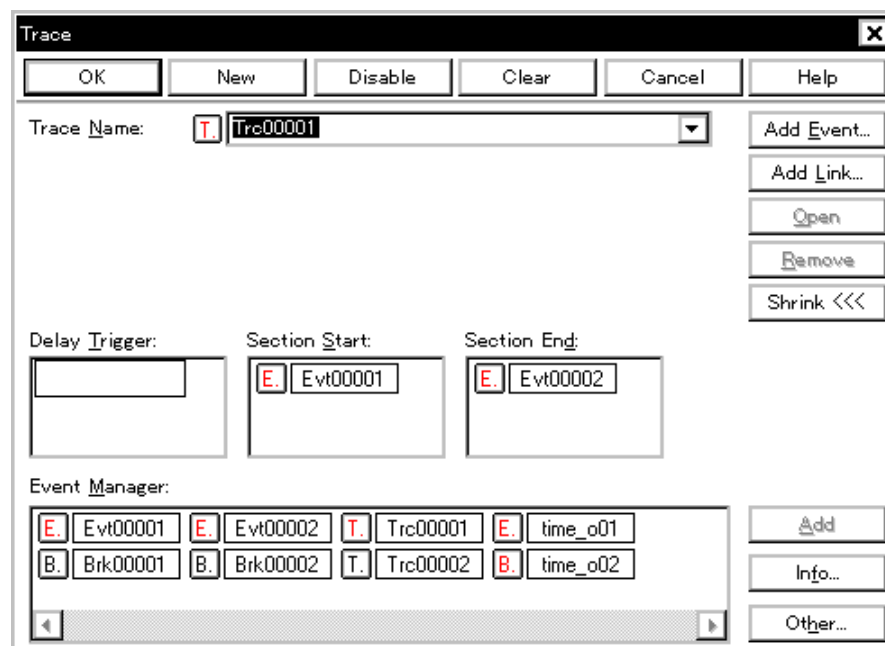 Trace
OK New Disable Clear Cancel Help
Trace Name: T. Trc00001 Add Event...
Add Link...
Open
Remove
Shrink <<<
Delay Trigger: Section Start: Section End:
E. Evt00001 E. Evt00002
Event Manager:
E. Evt00001 E. Evt00002 T. Trc00001 E. time_o01 Add
B. Brk00001 B. Brk00002 T. Trc00002 B. time_o02 Info...
Other...